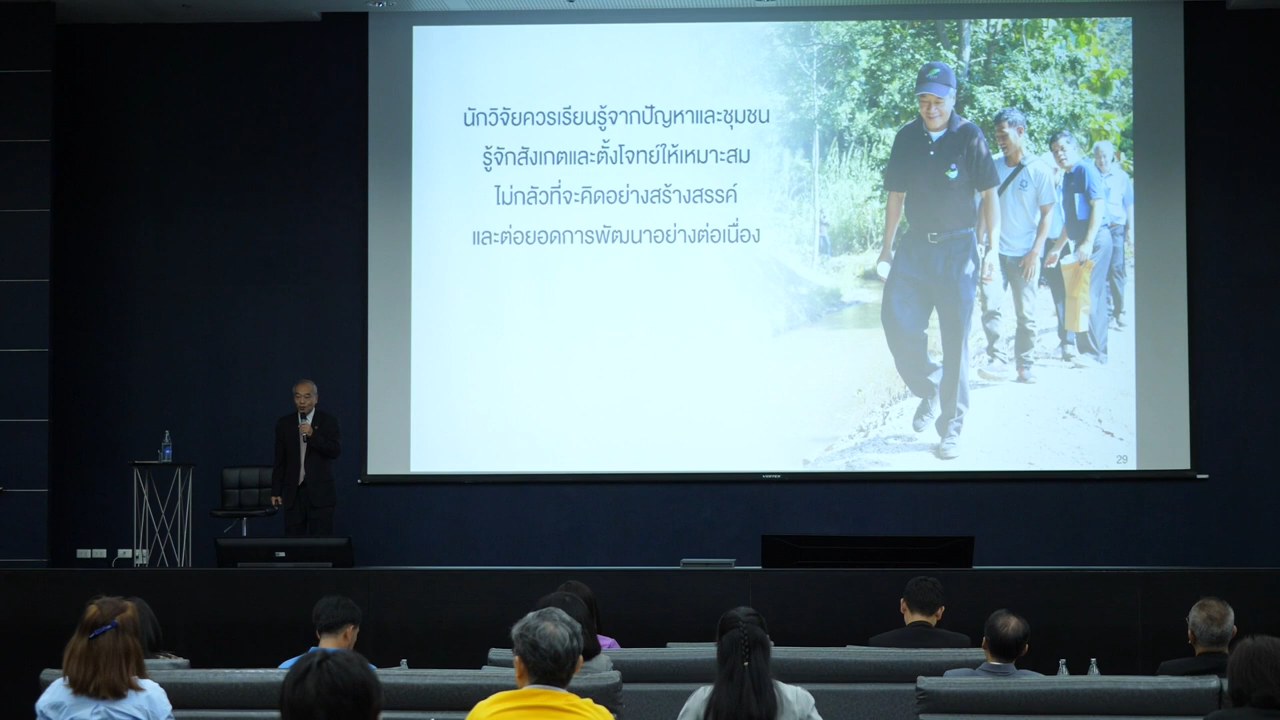 นักวิจัยควรเรียนรู้จากปัญหาและชุมชน
รู้จักสังเกตและตั้งโจทย์ให้เหมาะสม
ไม่กลัวที่จะคิดอย่างสร้างสรรค์
และต่อยอดการพัฒนาอย่างต่อเนื่อง
29